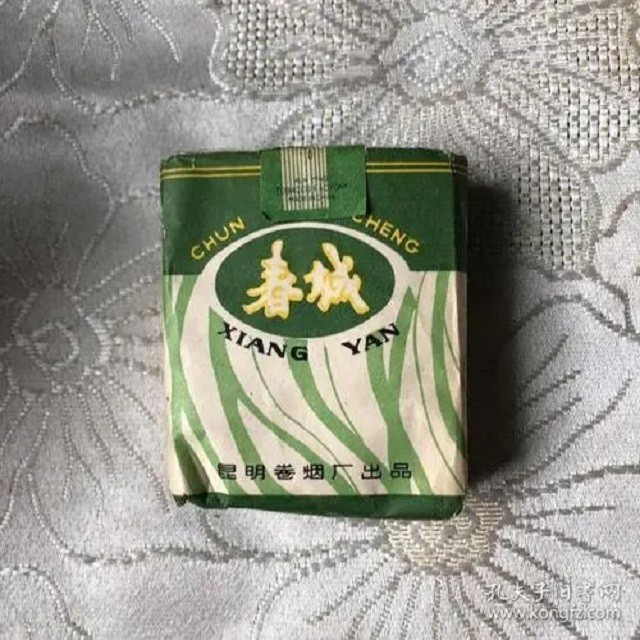 CHUN CHENG
春城
XIANG YAN
昆明卷烟厂出品
孔夫子旧书网
www.kongfz.com